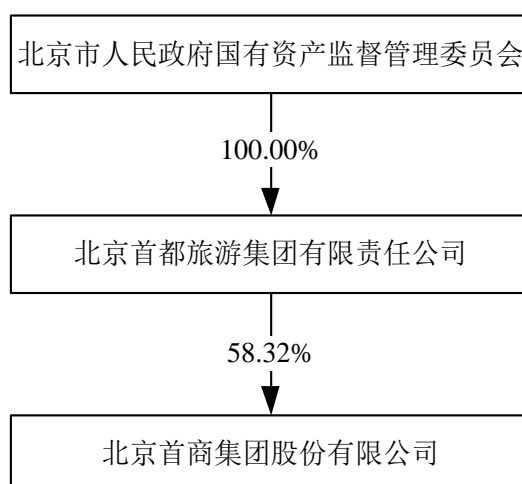 北京市人民政府国有资产监督管理委员会
100.00%
北京首都旅游集团有限责任公司
58.32%
北京首商集团股份有限公司